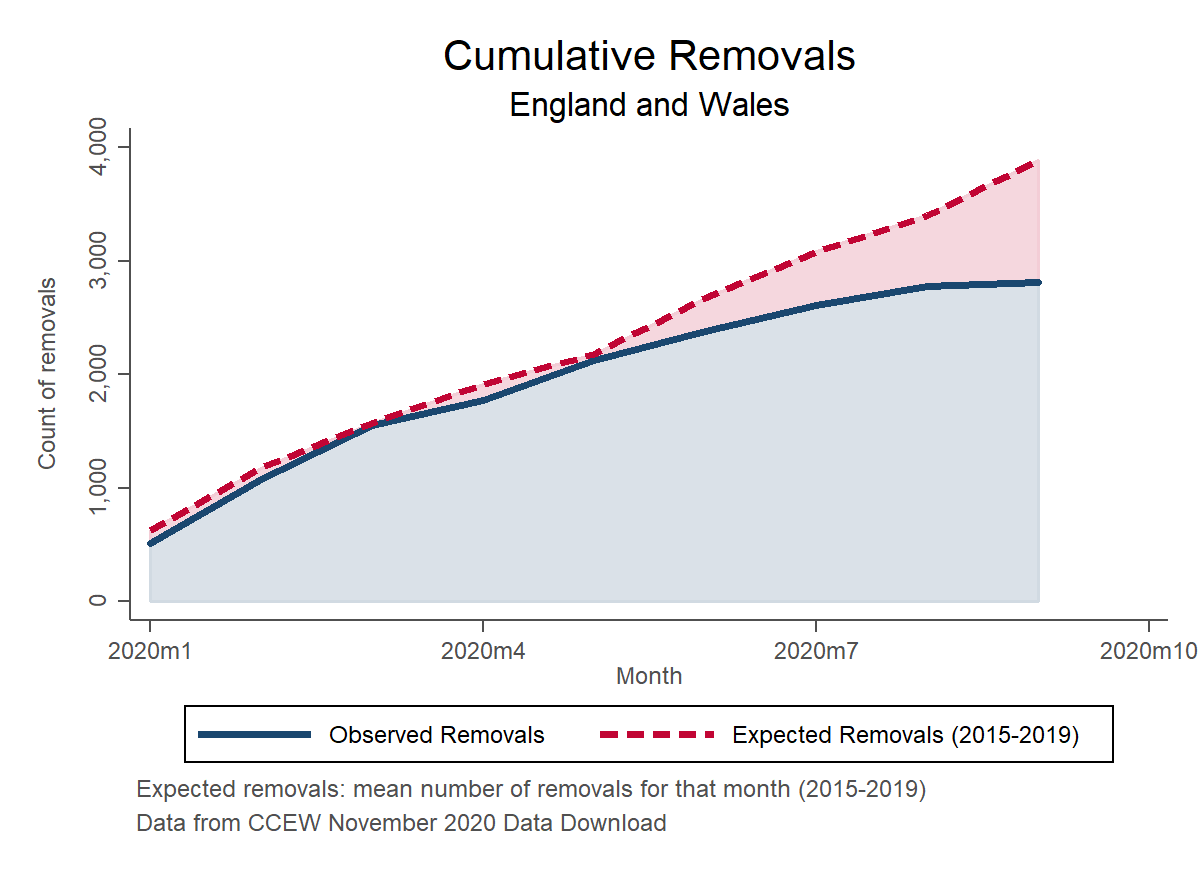 Cumulative Removals
England and Wales
Count of removals
4,000
3,000
2,000
1,000
0
2020m1 2020m4 2020m7 2020m10
Month
Observed Removals Expected Removals (2015-2019)
Expected removals: mean number of removals for that month (2015-2019)
Data from CCEW November 2020 Data Download